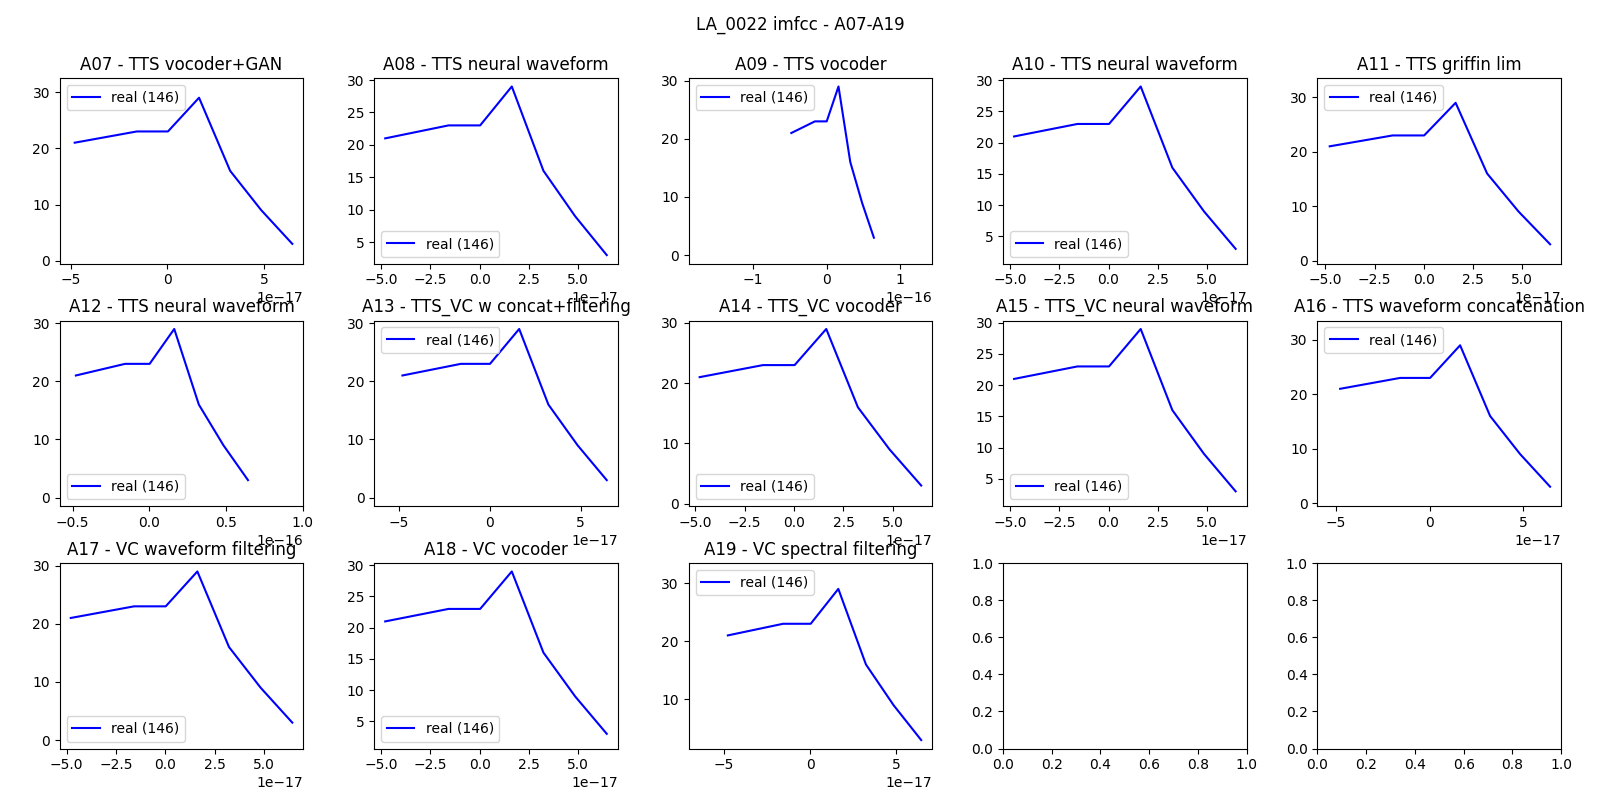 LA_0022 imfcc - A07-A19
A07 - TTS vocoder+GAN
30
20
10
0
real (146)
−5 0 5
1e−17
A08 - TTS neural waveform
30
25
20
15
10
5
real (146)
−5.0 −2.5 0.0 2.5 5.0
1e−17
A09 - TTS vocoder
30
20
10
0
real (146)
−1 0 1
1e−16
A10 - TTS neural waveform
30
25
20
15
10
5
real (146)
−5.0 −2.5 0.0 2.5 5.0
1e−17
A11 - TTS griffin lim
30
20
10
0
real (146)
−5.0 −2.5 0.0 2.5 5.0
1e−17
A12 - TTS neural waveform
30
20
10
0
real (146)
−0.5 0.0 0.5 1.0
1e−16
A13 - TTS_VC w concat+filtering
30
20
10
0
real (146)
−5 0 5
1e−17
A14 - TTS_VC vocoder
30
20
10
0
real (146)
−5.0 −2.5 0.0 2.5 5.0
1e−17
A15 - TTS_VC neural waveform
30
25
20
15
10
5
real (146)
−5.0 −2.5 0.0 2.5 5.0
1e−17
A16 - TTS waveform concatenation
30
20
10
0
real (146)
−5 0 5
1e−17
A17 - VC waveform filtering
30
20
10
0
real (146)
−5.0 −2.5 0.0 2.5 5.0
1e−17
A18 - VC vocoder
30
25
20
15
10
5
real (146)
−5.0 −2.5 0.0 2.5 5.0
1e−17
A19 - VC spectral filtering
30
20
10
real (146)
−5 0 5
1e−17
1.0
0.8
0.6
0.4
0.2
0.0
0.0 0.2 0.4 0.6 0.8 1.0
1.0
0.8
0.6
0.4
0.2
0.0
0.0 0.2 0.4 0.6 0.8 1.0